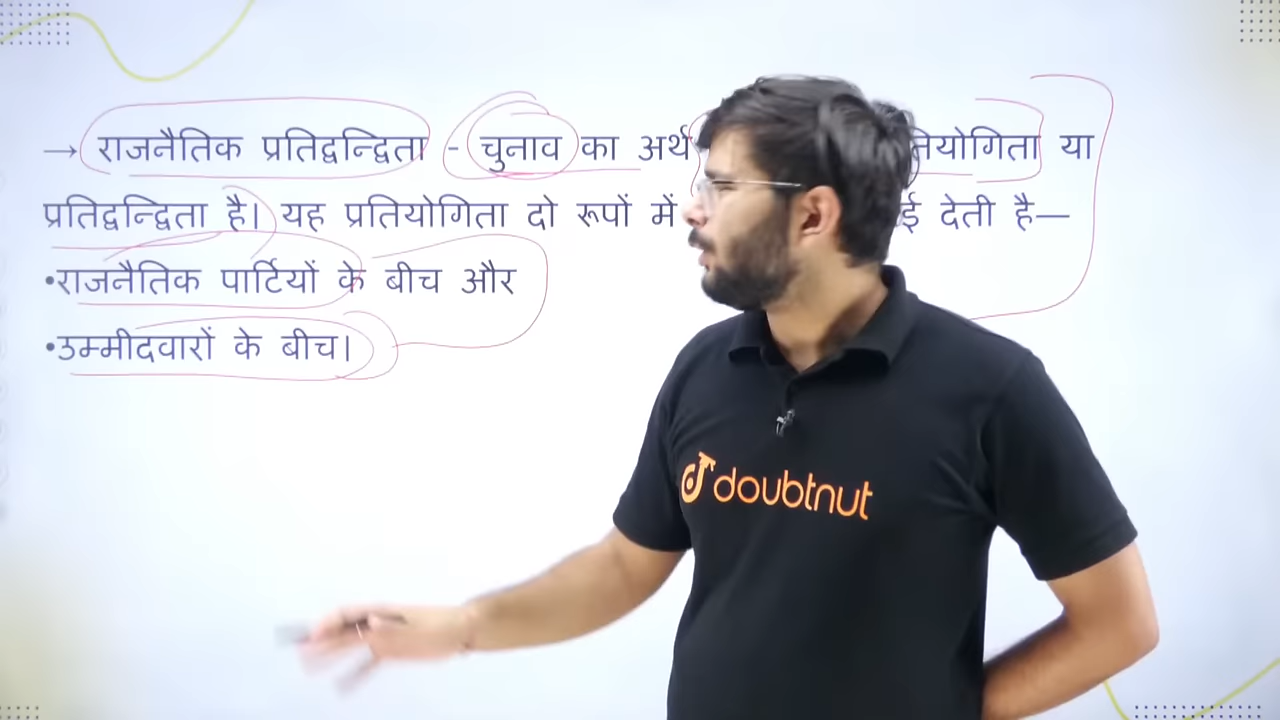 → राजनैतिक प्रतिद्वन्द्विता - चुनाव का अर्थ या
प्रतिद्वन्द्विता है। यह प्रतियोगिता दो रूपों में देती है—
•राजनैतिक पार्टियों के बीच और
•उम्मीदवारों के बीच।
doubtnut